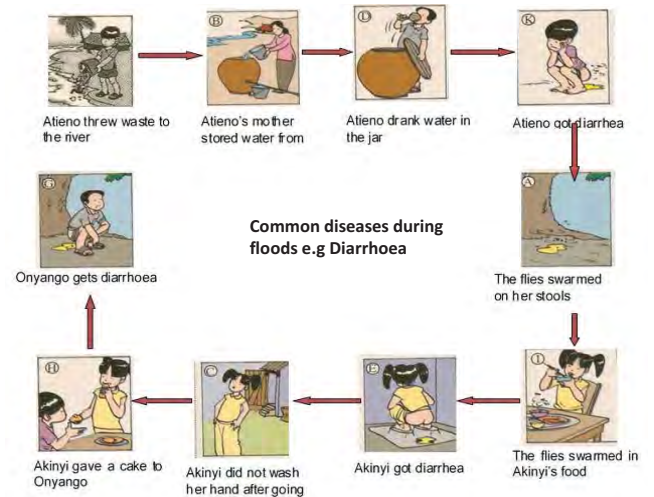 B
D
K
Atieno threw waste to
the river
Atieno's mother
stored water from
Atieno drank water in
the jar
Atieno got diarrhea
G
A
Common diseases during
floods e.g Diarrhoea
Onyango gets diarrhoea
The flies swarmed
on her stools
H
C
E
I
Akinyi gave a cake to
Onyango
Akinyi did not wash
her hand after going
Akinyi got diarrhea
The flies swarmed in
Akinyi's food